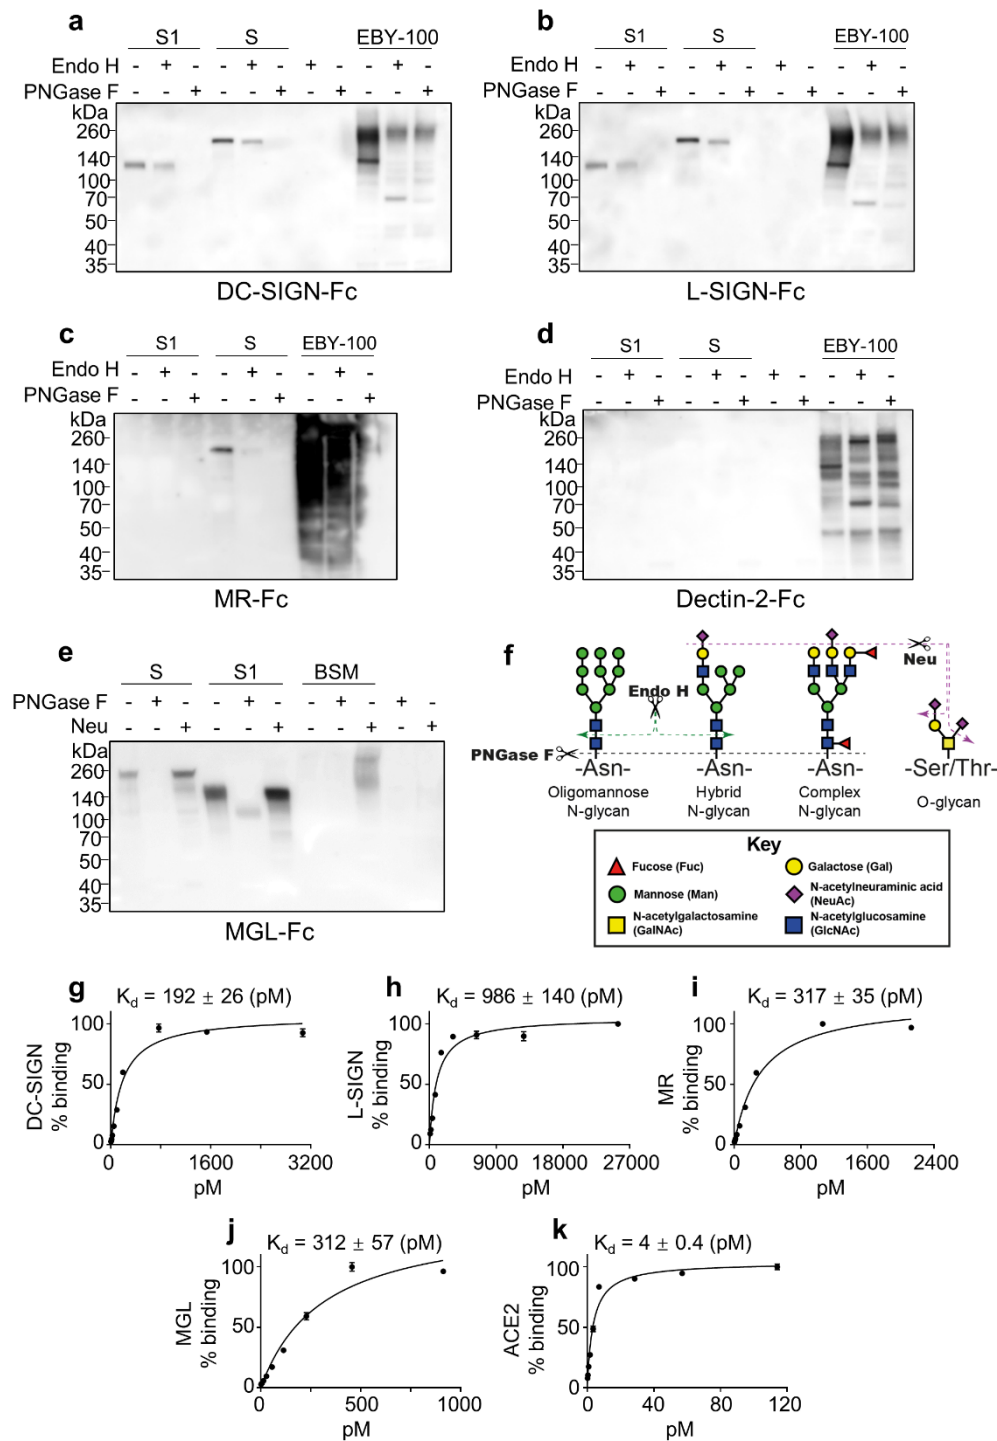 a
S1 S EBY-100
Endo H - + - + - + - + -
PNGase F - - + - - + - + - - +
kDa
260
140
100
70
50
40
35
DC-SIGN-Fc
b
S1 S EBY-100
Endo H - + - + - + - + -
PNGase F - - + - - + - + - - +
kDa
260
140
100
70
50
40
35
L-SIGN-Fc
c
S1 S EBY-100
Endo H - + - - + - - + -
PNGase F - - + - - + - - +
kDa
260
140
100
70
50
40
35
MR-Fc
d
S1 S EBY-100
Endo H - + - - + - + - - + -
PNGase F - - + - - + - + - - +
kDa
260
140
100
70
50
40
35
Dectin-2-Fc
e
S S1 BSM
PNGase F - + - - + - - + - + -
Neu - - + - - + - - + - +
kDa
260
140
100
70
50
40
35
MGL-Fc
f
Neu
Endo H
PNGase F
-Asn- -Asn- -Asn- -Ser/Thr-
Oligomannose
N-glycan
Hybrid
N-glycan
Complex
N-glycan
O-glycan
Key
Fucose (Fuc)
Galactose (Gal)
Mannose (Man)
N-acetylneuraminic acid
(NeuAc)
N-acetylgalactosamine
(GalNAc)
N-acetylglucosamine
(GlcNAc)
g
Kd = 192 ± 26 (pM)
DC-SIGN
% binding
100
50
0
0 1600 3200
pM
h
Kd = 986 ± 140 (pM)
L-SIGN
% binding
100
50
0
0 9000 18000 27000
pM
i
Kd = 317 ± 35 (pM)
MR
% binding
100
50
0
0 800 1600 2400
pM
j
Kd = 312 ± 57 (pM)
MGL
% binding
100
50
0
0 500 1000
pM
k
Kd = 4 ± 0.4 (pM)
ACE2
% binding
100
50
0
0 40 80 120
pM